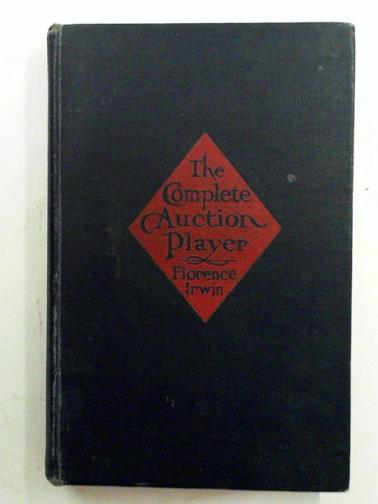 The
Complete
Auction
Player
Florence
Irwin